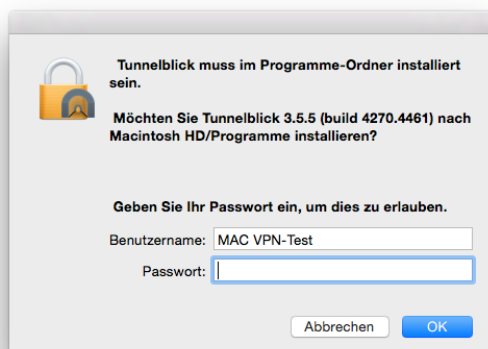 Tunnelblick muss im Programme-Ordner installiert
sein.
Möchten Sie Tunnelblick 3.5.5 (build 4270.4461) nach
Macintosh HD/Programme installieren?
Geben Sie Ihr Passwort ein, um dies zu erlauben.
Benutzername: MAC VPN-Test
Passwort:
Abbrechen OK